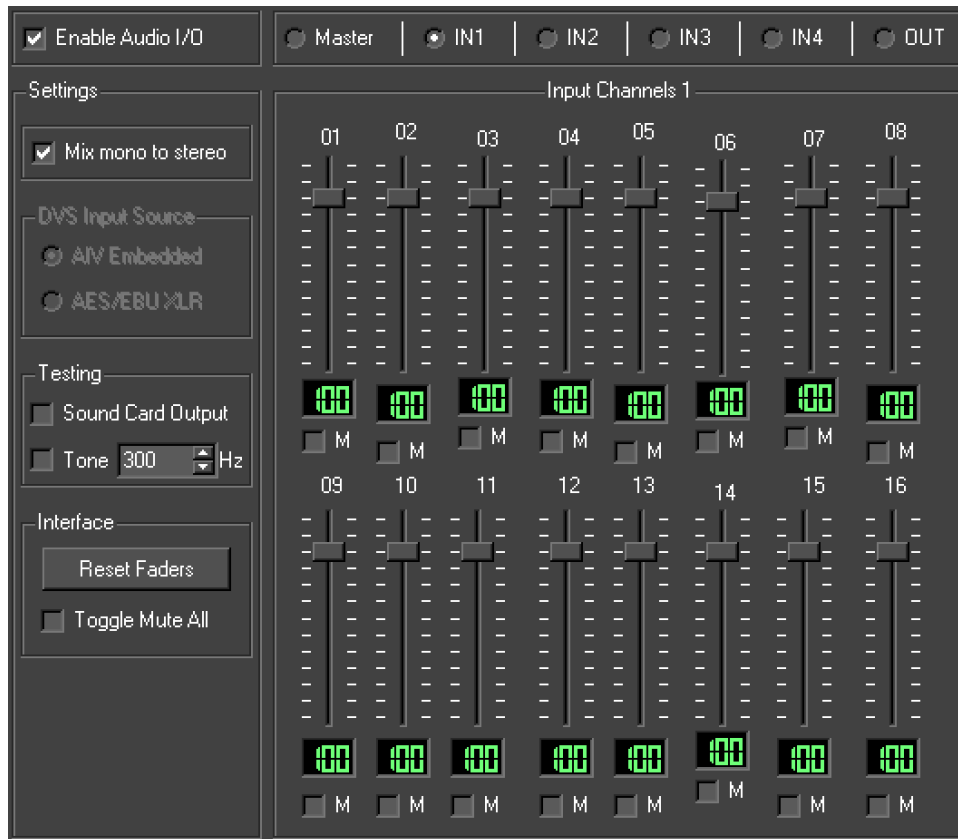 Enable Audio I/O
Master IN1 IN2 IN3 IN4 OUT
Settings
Mix mono to stereo
DVS Input Source
AIV Embedded
AES/EBU XLR
Testing
Sound Card Output
Tone 300 Hz
Interface
Reset Faders
Toggle Mute All
Input Channels 1
01 02 03 04 05 06 07 08
100 100 100 100 100 100 100 100
M M M M M M M M
09 10 11 12 13 14 15 16
100 100 100 100 100 100 100 100
M M M M M M M M